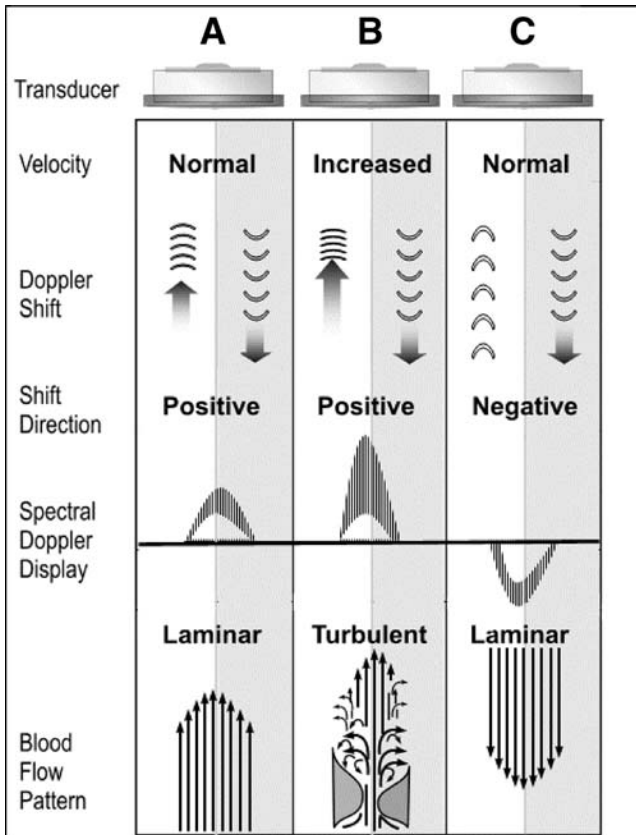 A B C
Transducer
Velocity Normal Increased Normal
Doppler
Shift
Shift
Direction
Positive Positive Negative
Spectral
Doppler
Display
Laminar Turbulent Laminar
Blood
Flow
Pattern